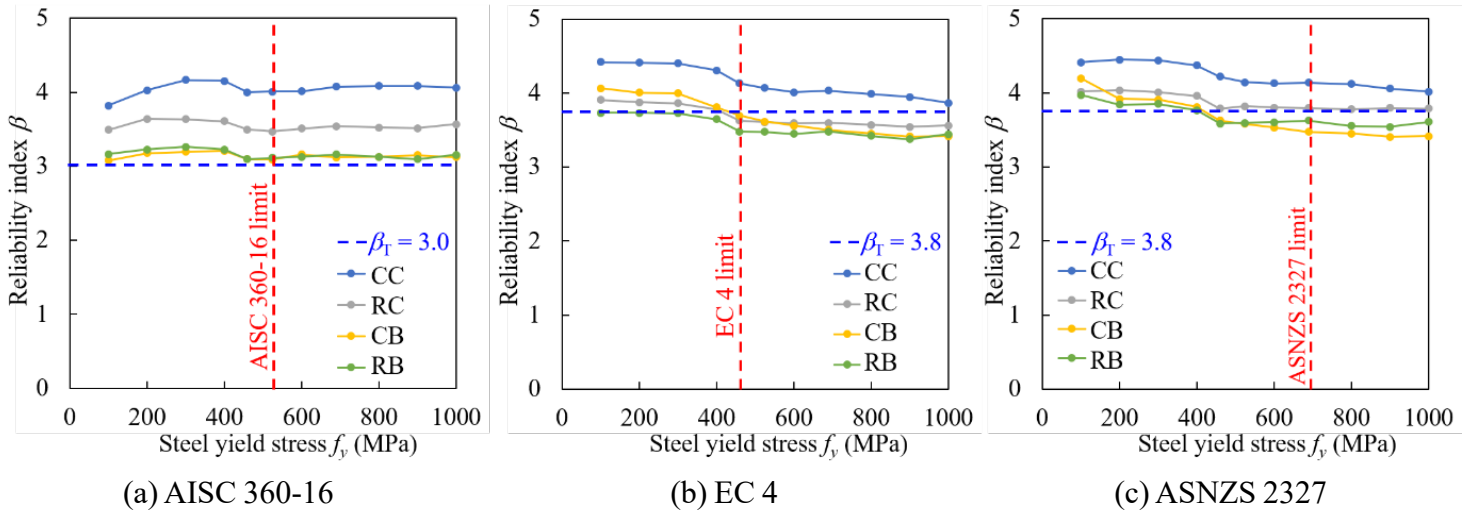 5
4
3
2
1
0
Reliability index β
0 200 400 600 800 1000
Steel yield stress fy (MPa)
AISC 360-16 limit
βT = 3.0
CC
RC
CB
RB
(a) AISC 360-16
5
4
3
2
1
0
Reliability index β
0 200 400 600 800 1000
Steel yield stress fy (MPa)
EC 4 limit
βT = 3.8
CC
RC
CB
RB
(b) EC 4
5
4
3
2
1
0
Reliability index β
0 200 400 600 800 1000
Steel yield stress fy (MPa)
ASNZS 2327 limit
βT = 3.8
CC
RC
CB
RB
(c) ASNZS 2327